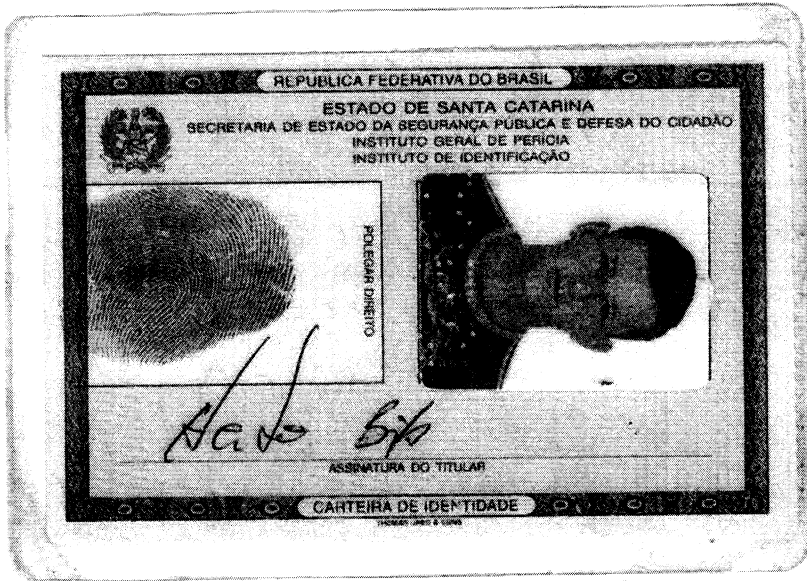 REPUBLICA FEDERATIVA DO BRASIL
ESTADO DE SANTA CATARINA
SECRETARIA DE ESTADO DA SEGURANÇA PÚBLICA E DEFESA DO CIDADÃO
INSTITUTO GERAL DE PERÍCIA
INSTITUTO DE IDENTIFICAÇÃO
POLEGAR DIREITO
ASSINATURA DO TITULAR
CARTEIRA DE IDENTIDADE